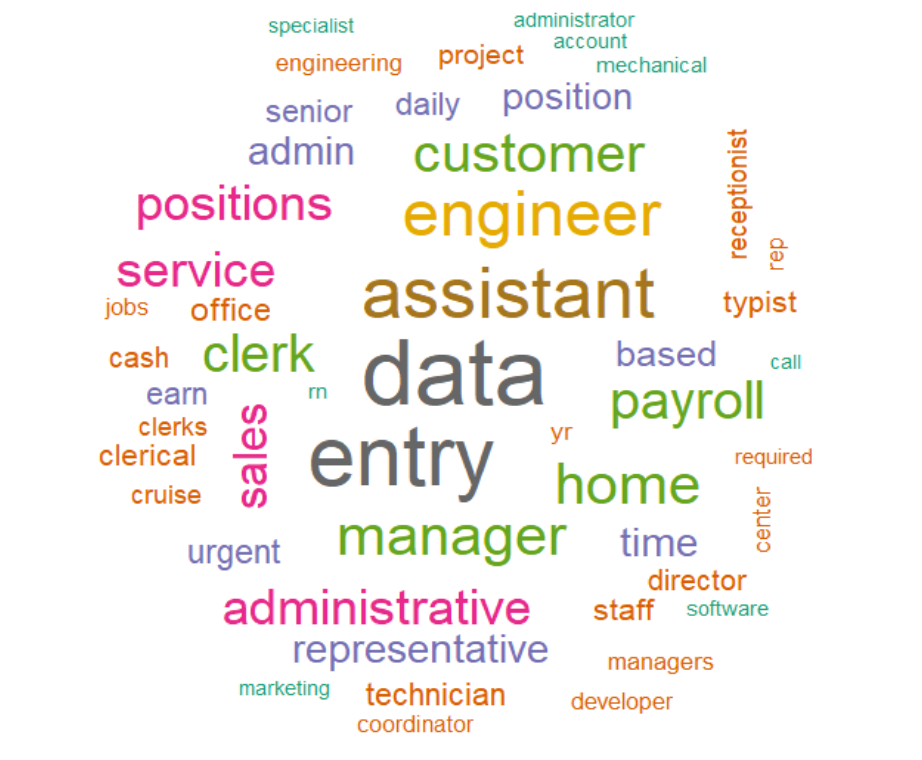 specialist
administrator
account
engineering
project
mechanical
senior
daily
position
admin
customer
receptionist
positions
engineer
rep
service
assistant
jobs
office
typist
cash
clerk
data
based
call
earn
rn
payroll
clerks
sales
yr
clerical
entry
required
cruise
home
center
urgent
manager
time
director
administrative
staff
software
representative
managers
marketing
technician
developer
coordinator